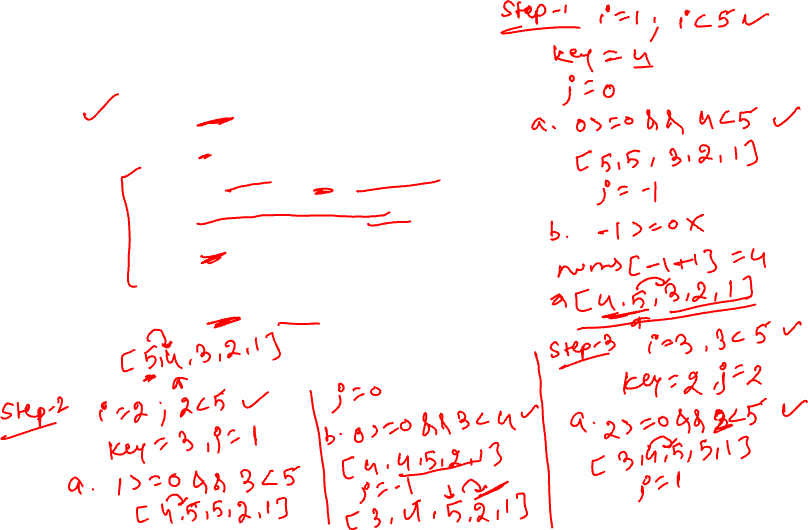 Step-1 i=1; i<5 ✓
key = 4
j=0
a. 0>=0 && 4<5 ✓
[5,5,3,2,1]
j=-1
b. -1>=0 ×
nums[-1+1] = 4
[4,5,3,2,1]
[5,4,3,2,1]
Step-2 i=2; 2<5 ✓
key=3, j=1
a. 1>=0 && 3<5
[4,5,5,2,1]
j=0
b. 0>=0 && 3<4 ✓
[4,4,5,2,1]
j=-1
[3,4,5,2,1]
Step-3 i=3, 3<5 ✓
key=2, j=2
a. 2>=0 && 2<5 ✓
[3,4,5,5,1]
j=1